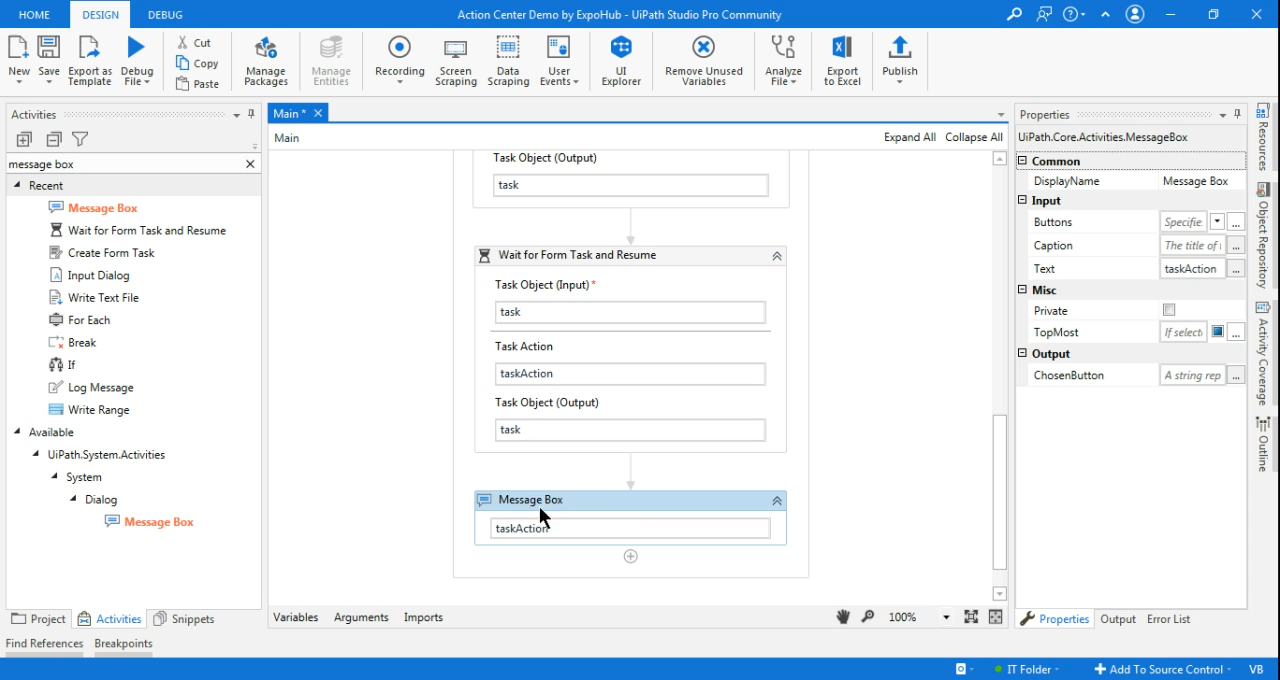 HOME DESIGN DEBUG Action Center Demo by ExpoHub - UiPath Studio Pro Community
New Save Export as Template Debug File Cut Copy Paste Manage Packages Manage Entities Recording Screen Scraping Data Scraping User Events UI Explorer Remove Unused Variables Analyze File Export to Excel Publish
Activities
message box
Recent
Message Box
Wait for Form Task and Resume
Create Form Task
Input Dialog
Write Text File
For Each
Break
If
Log Message
Write Range
Available
UiPath.System.Activities
System
Dialog
Message Box
Project Activities Snippets
Find References Breakpoints
Main *
Main Expand All Collapse All
Task Object (Output)
task
Wait for Form Task and Resume
Task Object (Input) *
task
Task Action
taskAction
Task Object (Output)
task
Message Box
taskAction
Variables Arguments Imports 100%
Properties
UiPath.Core.Activities.MessageBox
Common
DisplayName Message Box
Input
Buttons Specifie ...
Caption The title of ...
Text taskAction ...
Misc
Private
TopMost If select ...
Output
ChosenButton A string rep ...
Properties Output Error List
Resources
Object Repository
Activity Coverage
Outline
IT Folder Add To Source Control VB